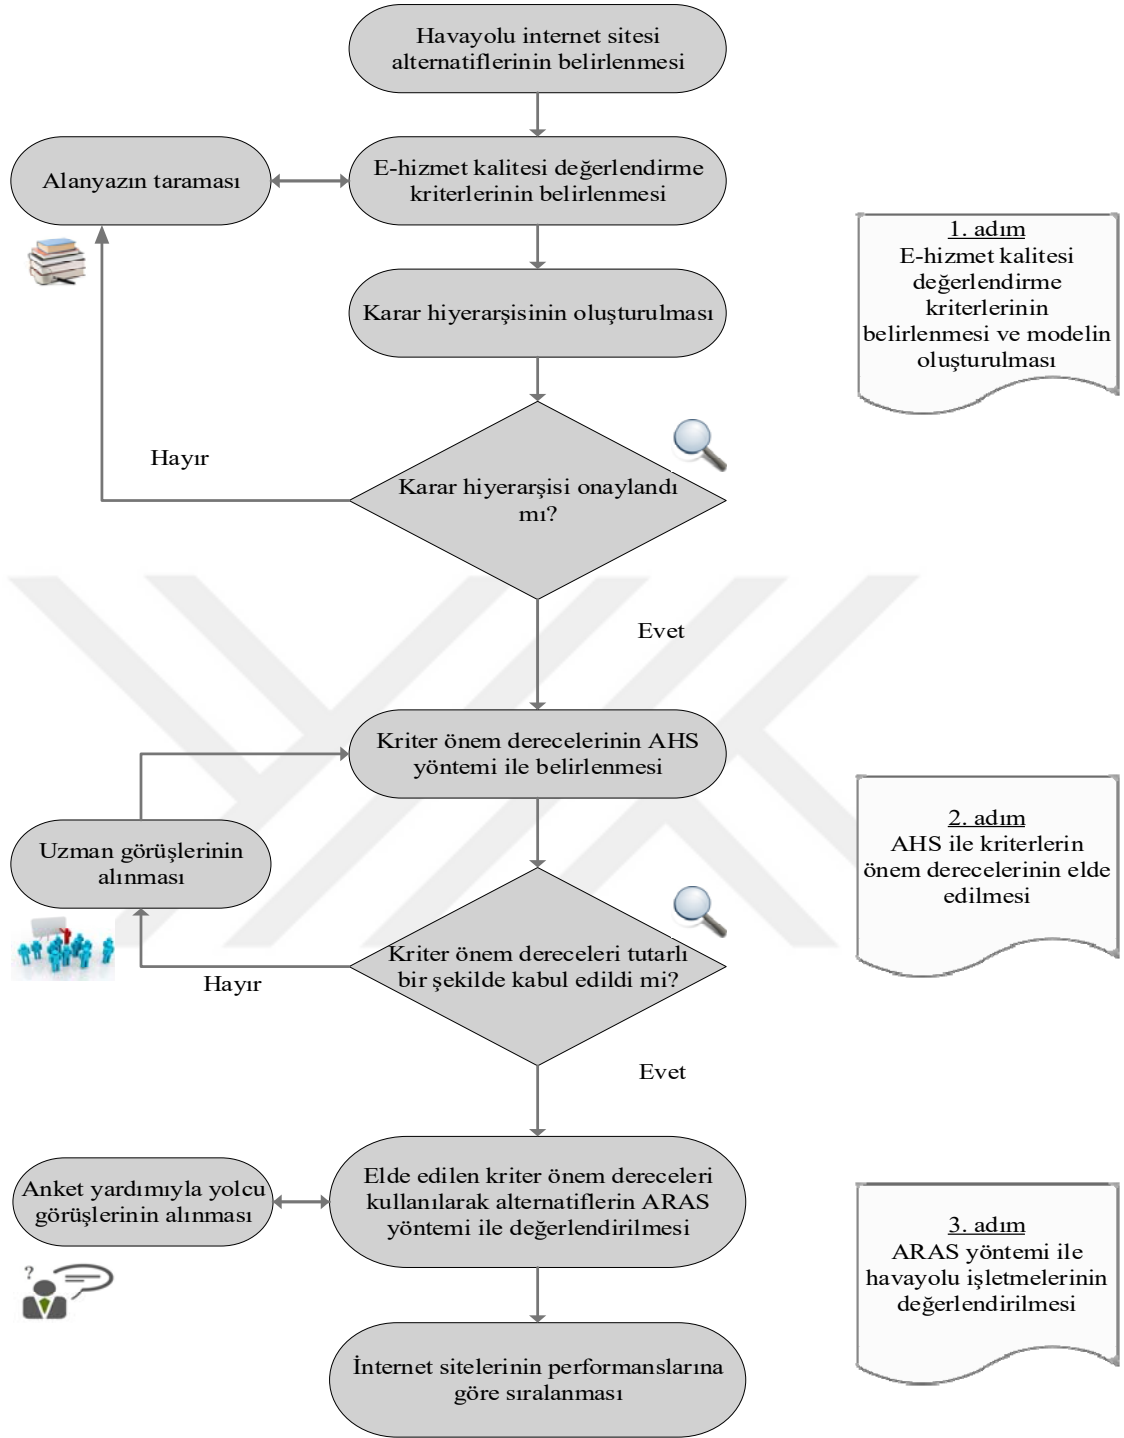 Havayolu internet sitesi
alternatiflerinin belirlenmesi
Alanyazın taraması
E-hizmet kalitesi değerlendirme
kriterlerinin belirlenmesi
1. adım
E-hizmet kalitesi
değerlendirme
kriterlerinin
belirlenmesi ve modelin
oluşturulması
Karar hiyerarşisinin oluşturulması
Hayır
Karar hiyerarşisi onaylandı
mı?
Evet
Kriter önem derecelerinin AHS
yöntemi ile belirlenmesi
Uzman görüşlerinin
alınması
2. adım
AHS ile kriterlerin
önem derecelerinin elde
edilmesi
Kriter önem dereceleri tutarlı
bir şekilde kabul edildi mi?
Hayır
Evet
Anket yardımıyla yolcu
görüşlerinin alınması
Elde edilen kriter önem dereceleri
kullanılarak alternatiflerin ARAS
yöntemi ile değerlendirilmesi
3. adım
ARAS yöntemi ile
havayolu işletmelerinin
değerlendirilmesi
?
İnternet sitelerinin performanslarına
göre sıralanması